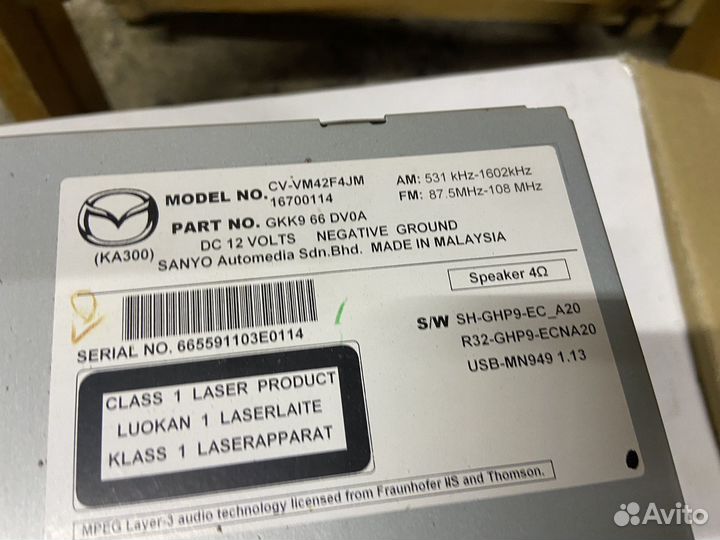 MODEL NO. CV-VM42F4JM
16700114
AM: 531 kHz-1602kHz
FM: 87.5MHz-108 MHz
PART NO. GKK9 66 DV0A
DC 12 VOLTS NEGATIVE GROUND
(KA300)
SANYO Automedia Sdn.Bhd. MADE IN MALAYSIA
Speaker 4Ω
SERIAL NO. 665591103E0114
S/W SH-GHP9-EC_A20
R32-GHP9-ECNA20
USB-MN949 1.13
CLASS 1 LASER PRODUCT
LUOKAN 1 LASERLAITE
KLASS 1 LASERAPPARAT
MPEG Layer-3 audio technology licensed from Fraunhofer IIS and Thomson.
Avito